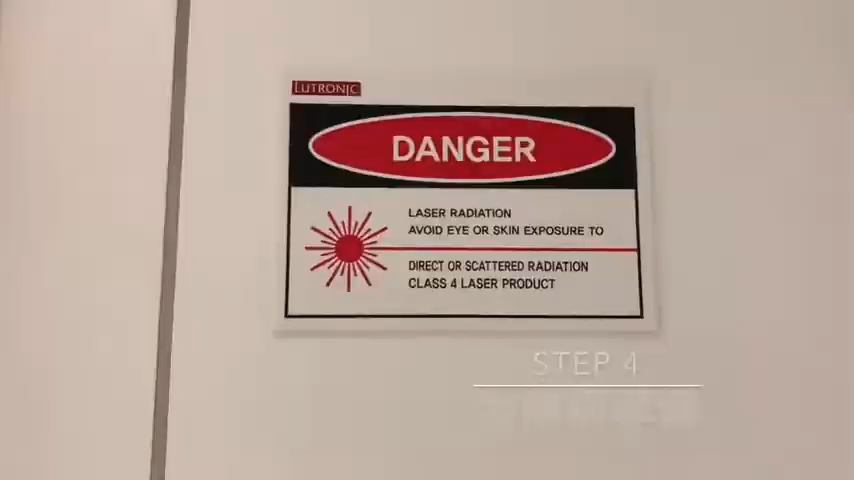 LUTRONIC
DANGER
LASER RADIATION
AVOID EYE OR SKIN EXPOSURE TO
DIRECT OR SCATTERED RADIATION
CLASS 4 LASER PRODUCT
STEP 4